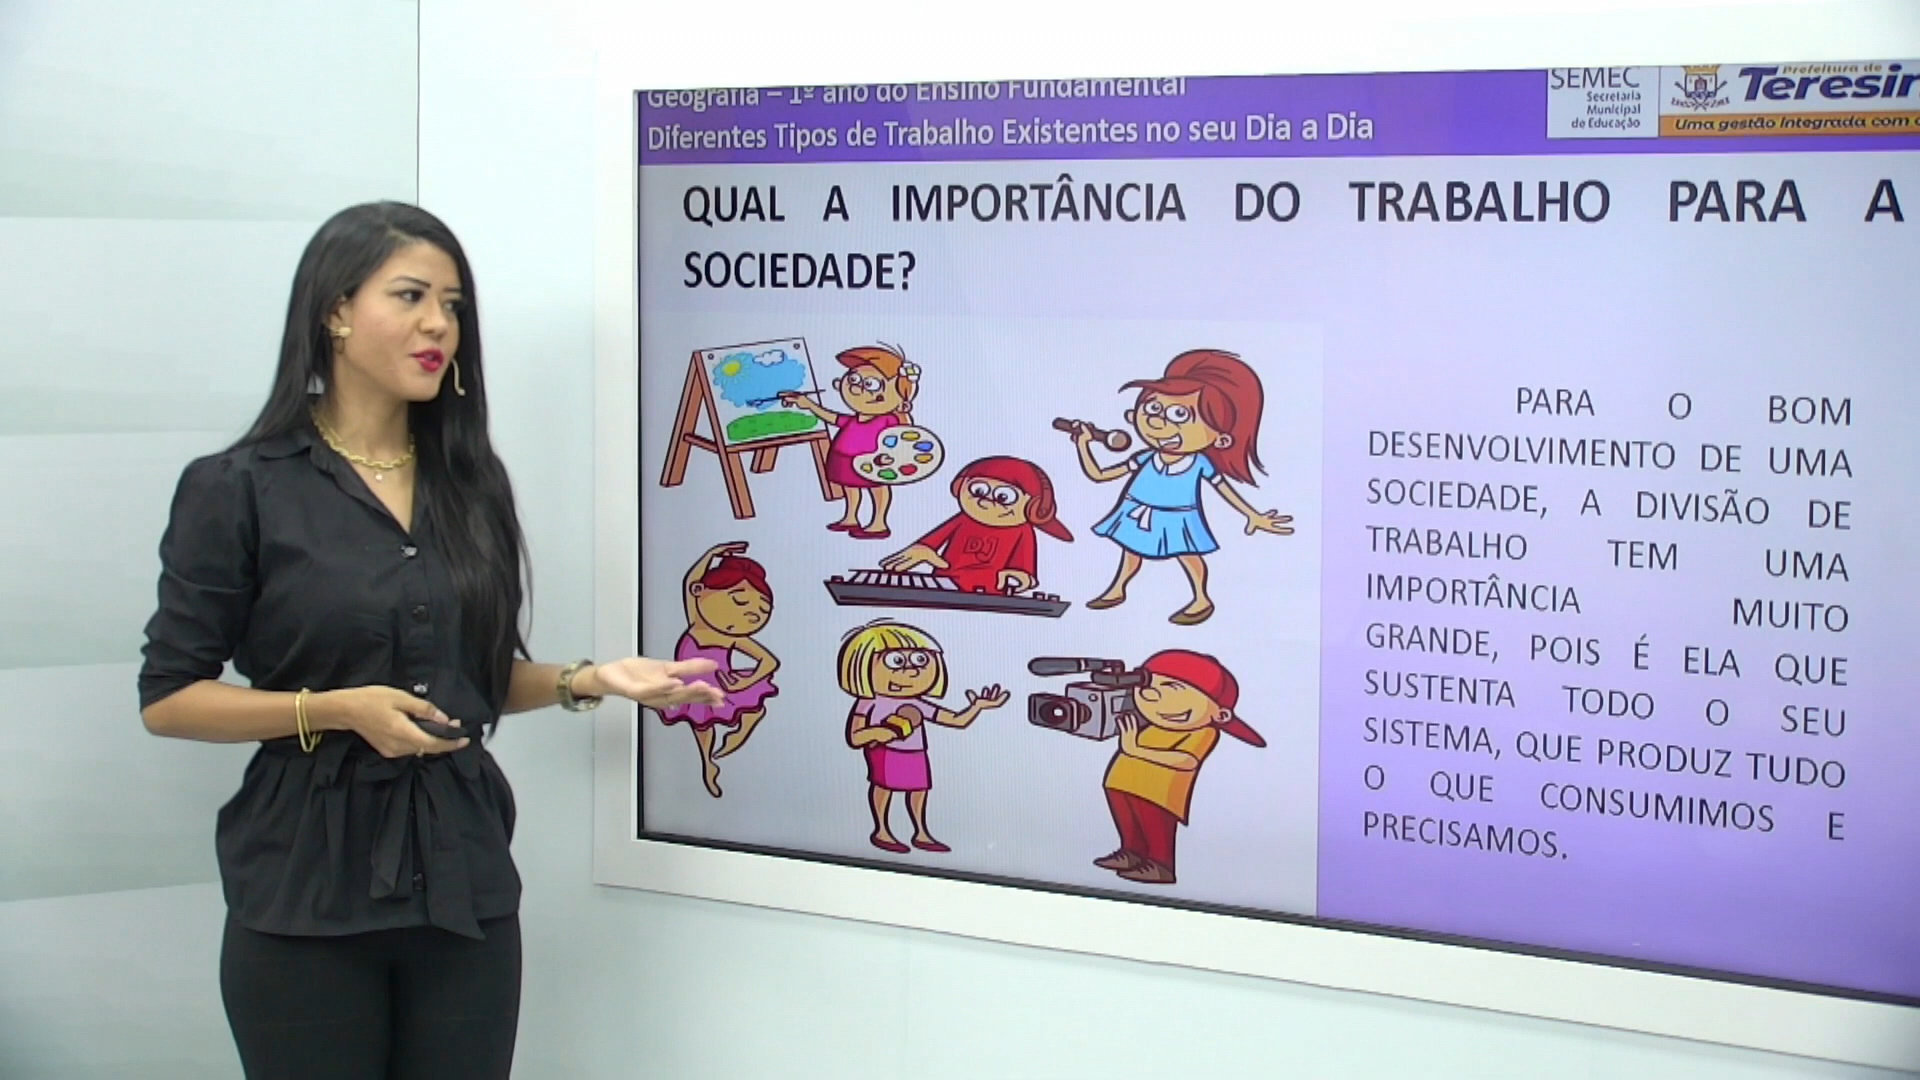 Geografia – 1º ano do Ensino Fundamental
Diferentes Tipos de Trabalho Existentes no seu Dia a Dia
SEMEC
Secretaria
Municipal
de Educação
Prefeitura de
Teresin
Uma gestão integrada com
QUAL A IMPORTÂNCIA DO TRABALHO PARA A
SOCIEDADE?
DJ
PARA O BOM
DESENVOLVIMENTO DE UMA
SOCIEDADE, A DIVISÃO DE
TRABALHO TEM UMA
IMPORTÂNCIA MUITO
GRANDE, POIS É ELA QUE
SUSTENTA TODO O SEU
SISTEMA, QUE PRODUZ TUDO
O QUE CONSUMIMOS E
PRECISAMOS.